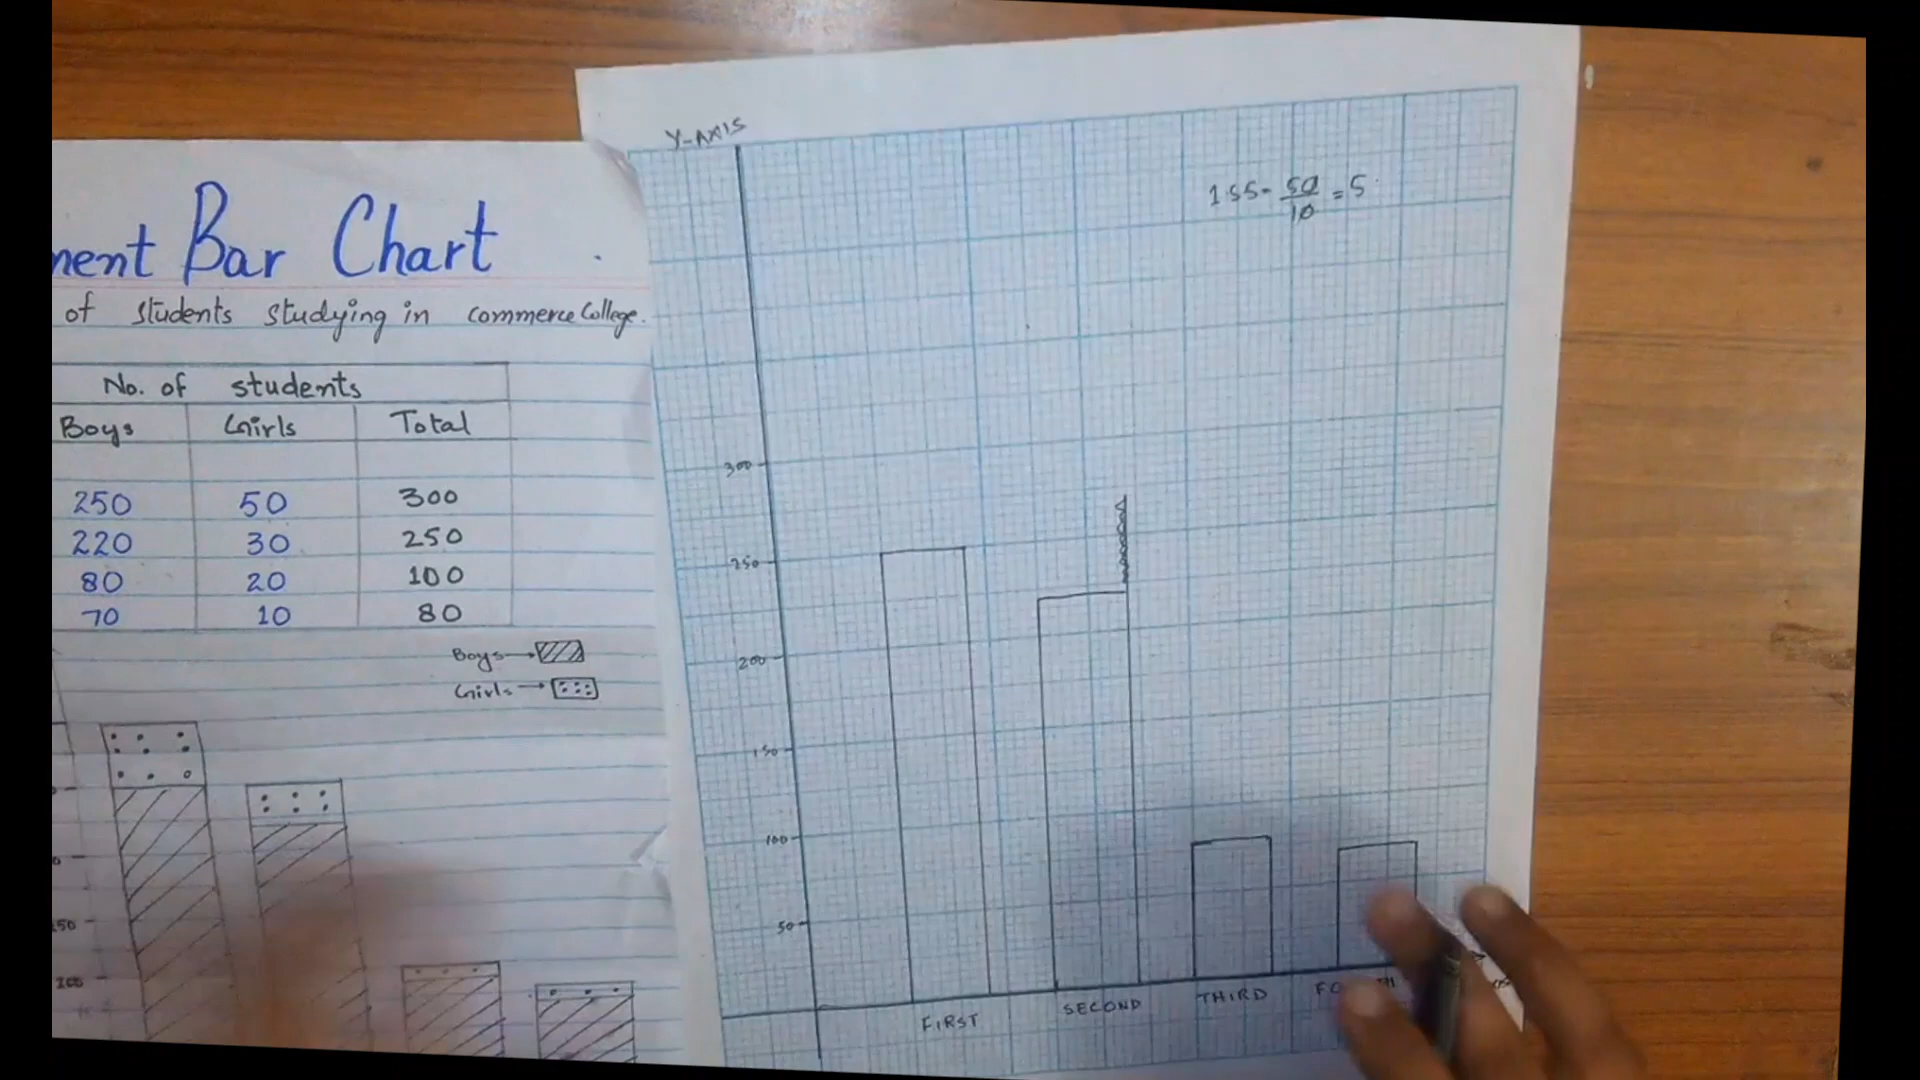 nent Bar Chart
of students studying in commerce College.
No. of students
Boys Girls Total
250 50 300
220 30 250
80 20 100
70 10 80
Boys→
Girls→
150
100
Y-AXIS
1SS- 50/10 =5
300
250
200
150
100
50
FIRST SECOND THIRD